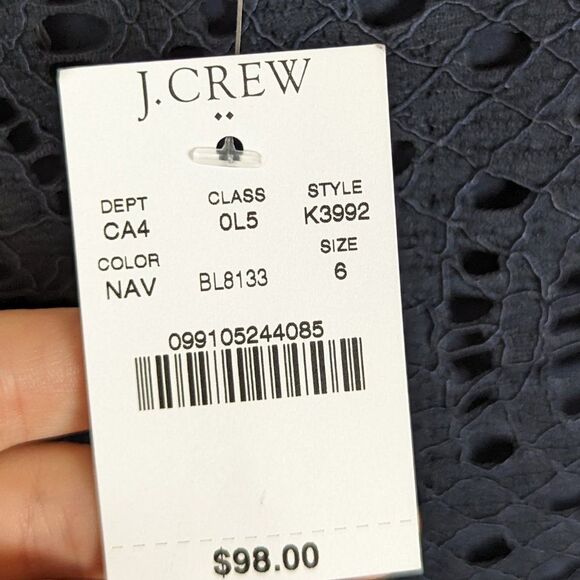 J.CREW
DEPT CLASS STYLE
CA4 0L5 K3992
COLOR SIZE
NAV BL8133 6
099105244085
$98.00